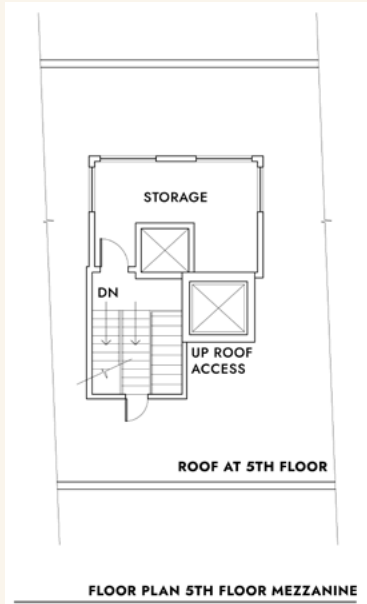 STORAGE
DN
UP ROOF
ACCESS
ROOF AT 5TH FLOOR
FLOOR PLAN 5TH FLOOR MEZZANINE